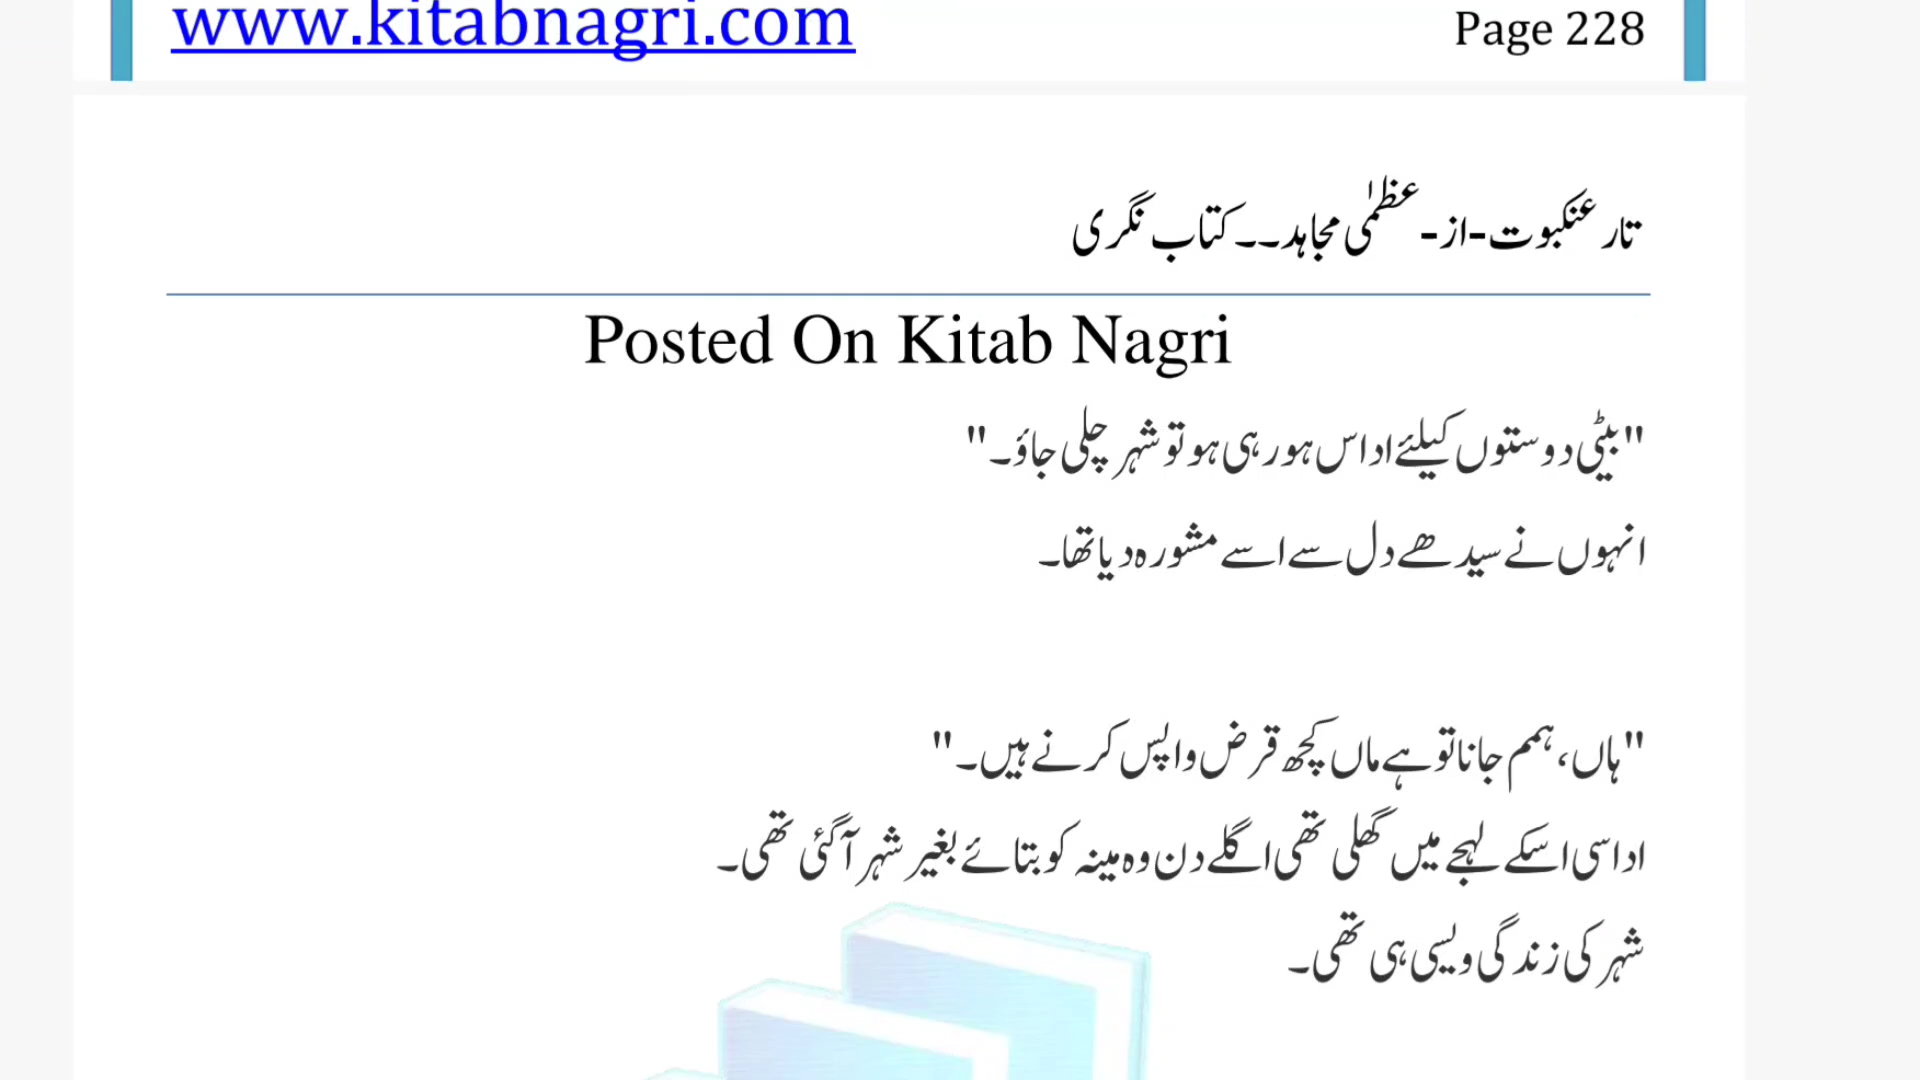 www.kitabnagri.com Page 228
تار عنکبوت-از-عظمٰی مجاہد۔۔کتاب نگری
Posted On Kitab Nagri
"بیٹی دوستوں کیلئے اداس ہو رہی ہو تو شہر چلی جاؤ۔"
انہوں نے سیدھے دل سے اسے مشورہ دیا تھا۔
"ہاں، ہمم جانا تو ہے ماں کچھ قرض واپس کرنے ہیں۔"
اداسی اسکے لہجے میں گھلی تھی اگلے دن وہ مینہ کو بتائے بغیر شہر آگئی تھی۔
شہر کی زندگی ویسی ہی تھی۔